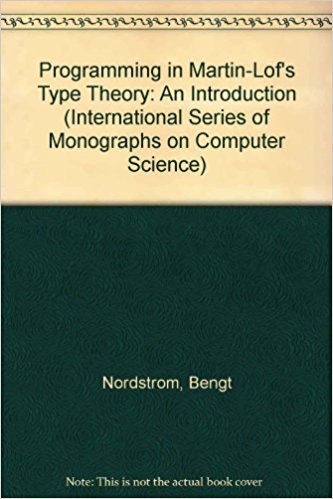 Programming in Martin-Lof's
Type Theory: An Introduction
(International Series of
Monographs on Computer
Science)
Nordstrom, Bengt
Note: This is not the actual book cover